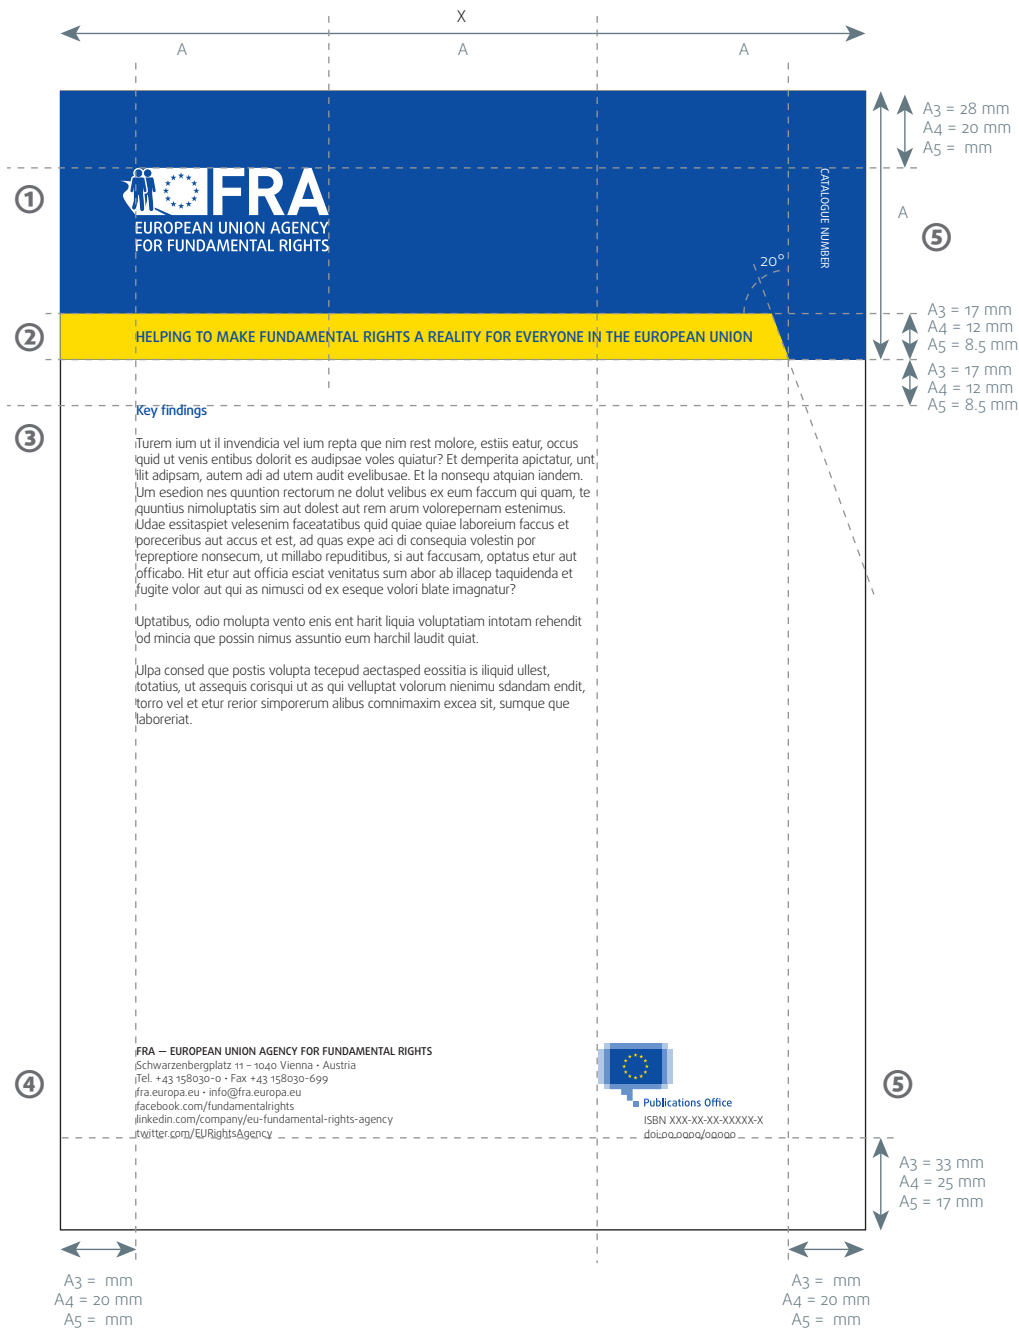 X
A A A
A3 = 28 mm
A4 = 20 mm
A5 = mm
①
FRA
EUROPEAN UNION AGENCY
FOR FUNDAMENTAL RIGHTS
CATALOGUE NUMBER
A
⑤
20°
②
HELPING TO MAKE FUNDAMENTAL RIGHTS A REALITY FOR EVERYONE IN THE EUROPEAN UNION
A3 = 17 mm
A4 = 12 mm
A5 = 8.5 mm
A3 = 17 mm
A4 = 12 mm
A5 = 8.5 mm
③
Key findings
Turem ium ut il invendicia vel ium repta que nim rest molore, estiis eatur, occus
quid ut venis entibus dolorit es audipsae voles quiatur? Et demperita apictatur, unt
ilit adipsam, autem adi ad utem audit evelibusae. Et la nonsequ atquian iandem.
Um esedion nes quuntion rectorum ne dolut velibus ex eum faccum qui quam, te
quuntius nimoluptatis sim aut dolest aut rem arum volorepernam estenimus.
Udae essitaspiet velesenim faceatatibus quid quiae quiae laboreium faccus et
poreceribus aut accus et est, ad quas expe aci di consequia volestin por
repreptiore nonsecum, ut millabo repuditibus, si aut faccusam, optatus etur aut
officabo. Hit etur aut officia esciat venitatus sum abor ab illacep taquidenda et
fugite volor aut qui as nimusci od ex eseque volori blate imagnatur?
Uptatibus, odio molupta vento enis ent harit liquia voluptatiam intotam rehendit
od mincia que possin nimus assuntio eum harchil laudit quiat.
Ulpa consed que postis volupta tecepud aectasped eossitia is iliquid ullest,
totatius, ut assequis corisqui ut as qui velluptat volorum nienimu sdandam endit,
torro vel et etur rerior simporerum alibus comnimaxim excea sit, sumque que
laboreriat.
④
FRA — EUROPEAN UNION AGENCY FOR FUNDAMENTAL RIGHTS
Schwarzenbergplatz 11 – 1040 Vienna • Austria
Tel. +43 158030-0 • Fax +43 158030-699
fra.europa.eu • info@fra.europa.eu
facebook.com/fundamentalrights
linkedin.com/company/eu-fundamental-rights-agency
twitter.com/EURightsAgency
Publications Office
ISBN XXX-XX-XX-XXXXX-X
doi:00.0000/00000
⑤
A3 = 33 mm
A4 = 25 mm
A5 = 17 mm
A3 = mm
A4 = 20 mm
A5 = mm
A3 = mm
A4 = 20 mm
A5 = mm